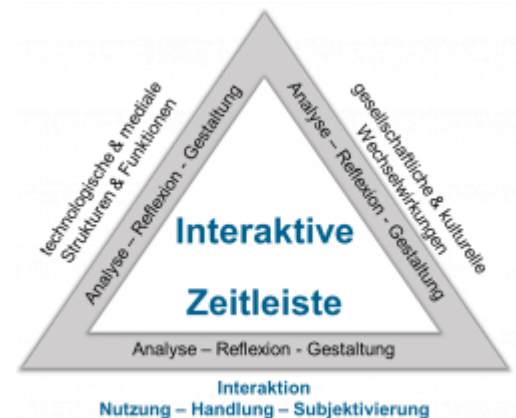 technologische & mediale
Strukturen & Funktionen
Analyse – Reflexion - Gestaltung
gesellschaftliche & kulturelle
Wechselwirkungen
Analyse – Reflexion - Gestaltung
Interaktive
Zeitleiste
Analyse – Reflexion - Gestaltung
Interaktion
Nutzung – Handlung – Subjektivierung